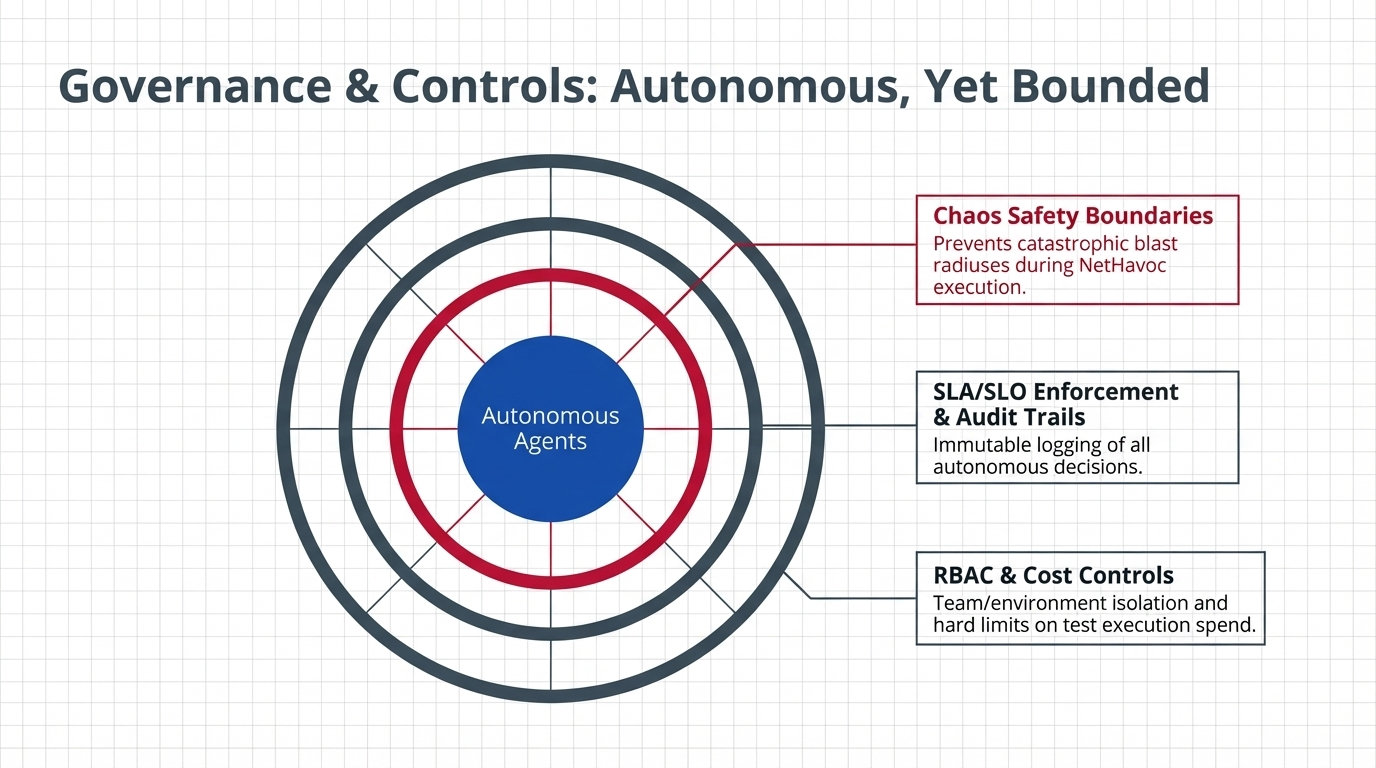 Governance & Controls: Autonomous, Yet Bounded
Autonomous
Agents
Chaos Safety Boundaries
Prevents catastrophic blast
radiuses during NetHavoc
execution.
SLA/SLO Enforcement
& Audit Trails
Immutable logging of all
autonomous decisions.
RBAC & Cost Controls
Team/environment isolation and
hard limits on test execution spend.